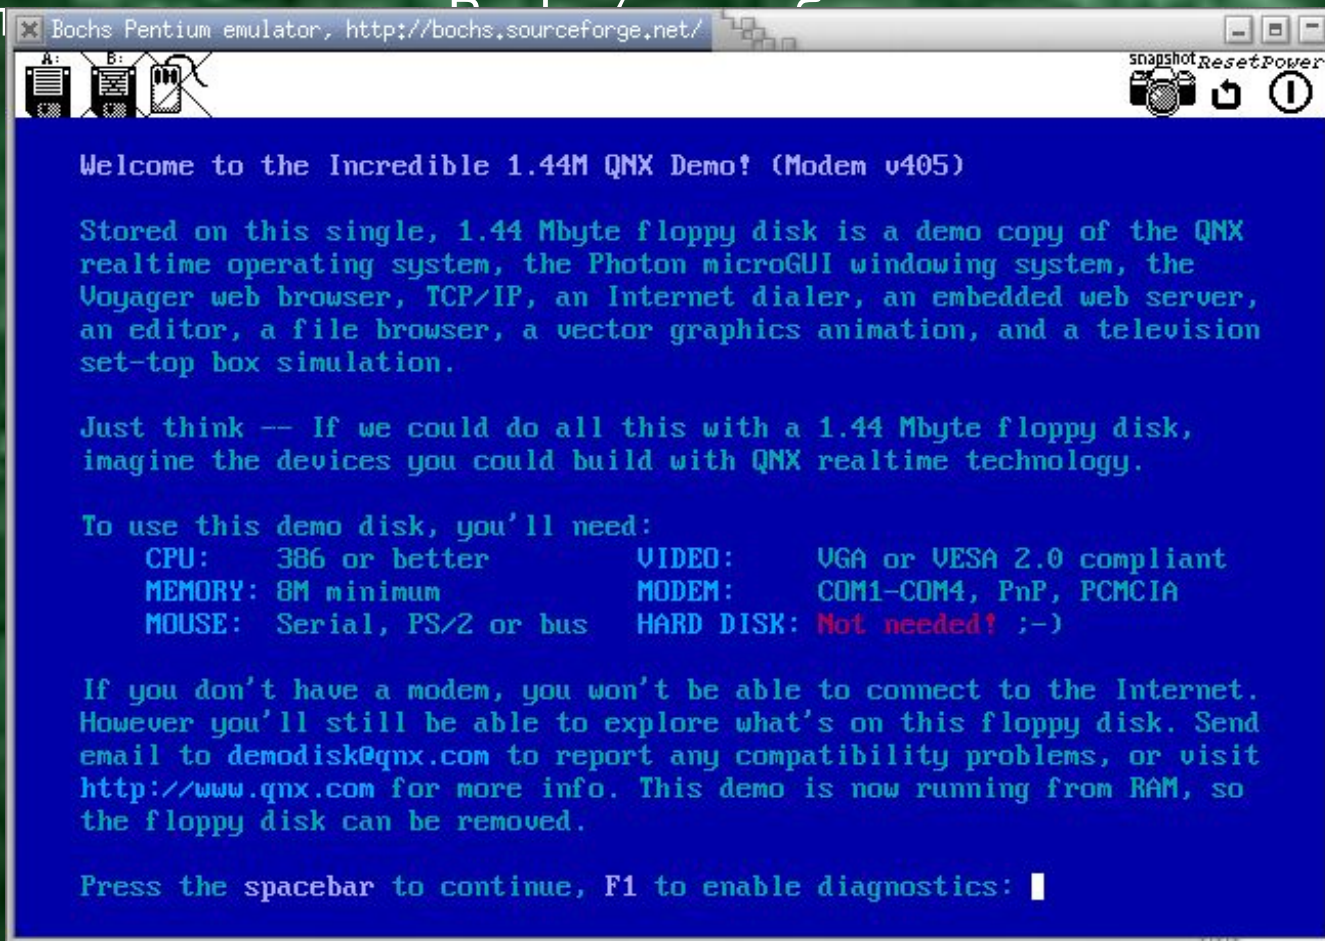 Bochs Pentium emulator, http://bochs.sourceforge.net/
A: B:
snapshot Reset Power
Welcome to the Incredible 1.44M QNX Demo! (Modem v405)
Stored on this single, 1.44 Mbyte floppy disk is a demo copy of the QNX
realtime operating system, the Photon microGUI windowing system, the
Voyager web browser, TCP/IP, an Internet dialer, an embedded web server,
an editor, a file browser, a vector graphics animation, and a television
set-top box simulation.
Just think -- If we could do all this with a 1.44 Mbyte floppy disk,
imagine the devices you could build with QNX realtime technology.
To use this demo disk, you'll need:
CPU: 386 or better VIDEO: VGA or VESA 2.0 compliant
MEMORY: 8M minimum MODEM: COM1-COM4, PnP, PCMCIA
MOUSE: Serial, PS/2 or bus HARD DISK: Not needed! ;-)
If you don't have a modem, you won't be able to connect to the Internet.
However you'll still be able to explore what's on this floppy disk. Send
email to demodisk@qnx.com to report any compatibility problems, or visit
http://www.qnx.com for more info. This demo is now running from RAM, so
the floppy disk can be removed.
Press the spacebar to continue, F1 to enable diagnostics: